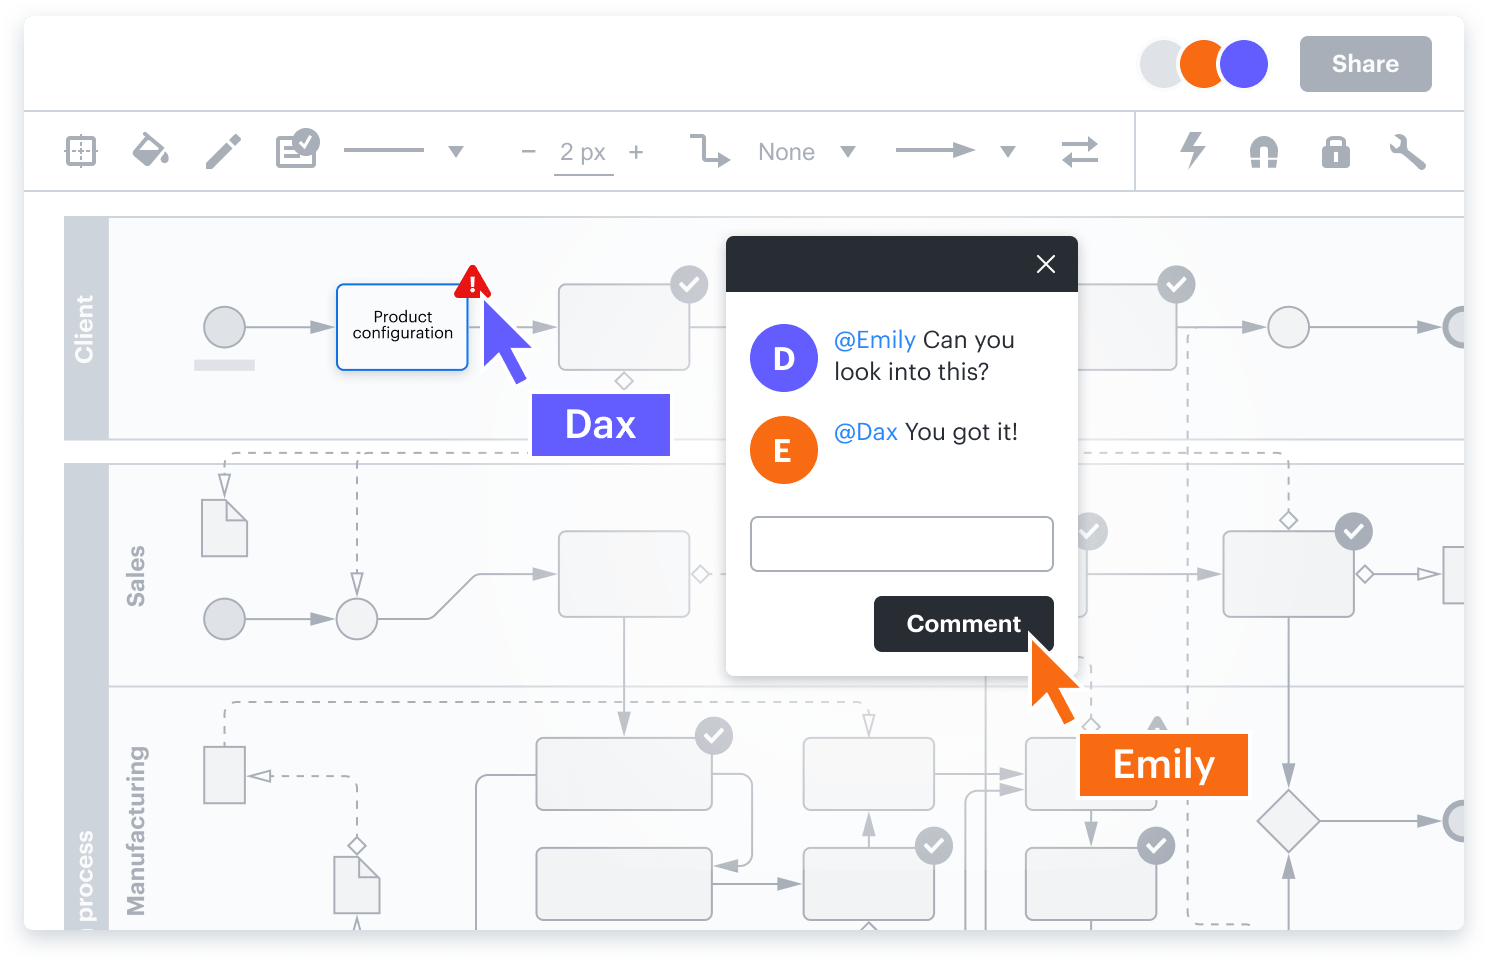 Share
2 px
None
Client
Product
configuration
Dax
D
@Emily Can you
look into this?
E
@Dax You got it!
Comment
Emily
Sales
Manufacturing
process